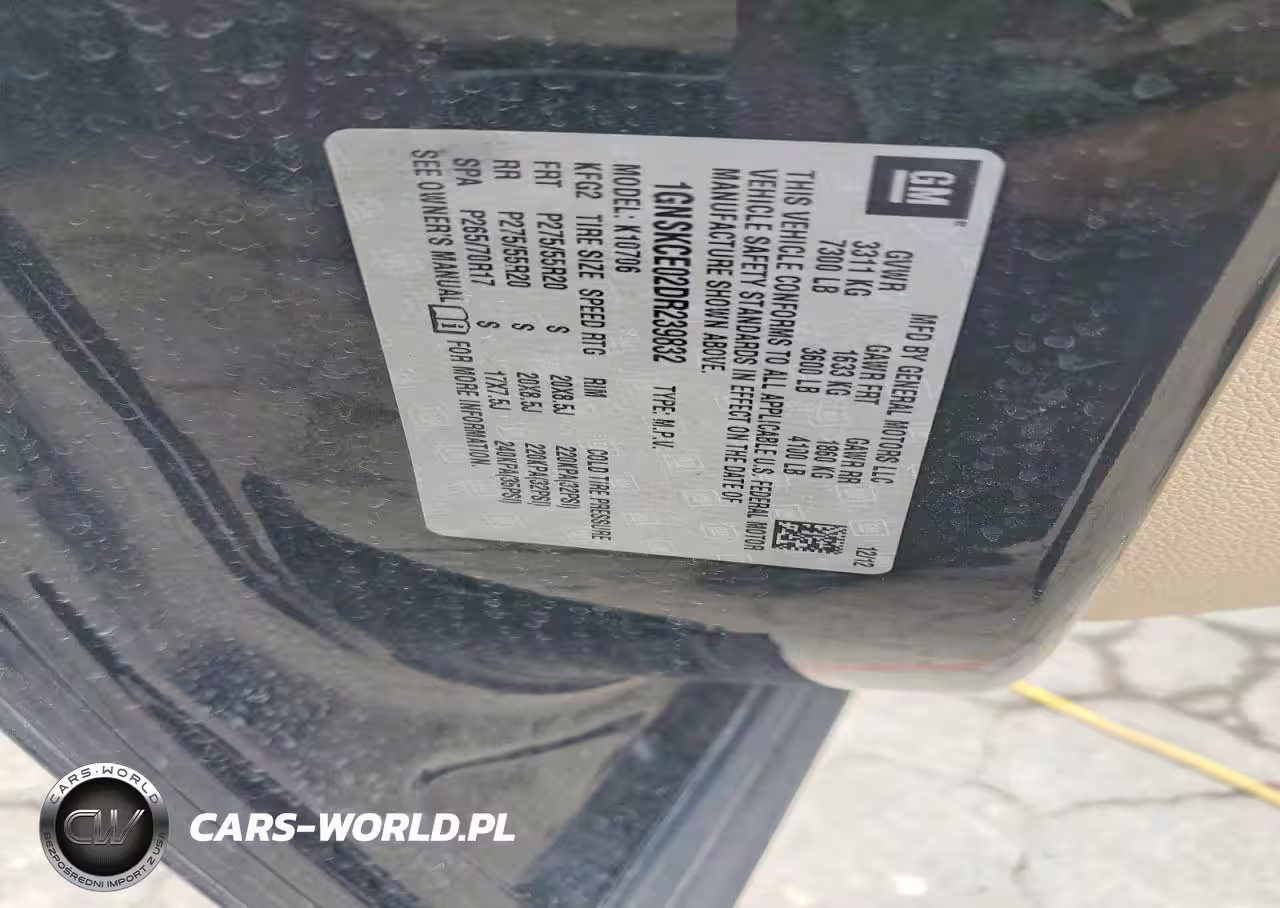 GM
MFD BY GENERAL MOTORS LLC 12/12
GVWR GAWR FRT GAWR RR
3311 KG 1633 KG 1860 KG
7300 LB 3600 LB 4100 LB
THIS VEHICLE CONFORMS TO ALL APPLICABLE U.S. FEDERAL MOTOR
VEHICLE SAFETY STANDARDS IN EFFECT ON THE DATE OF
MANUFACTURE SHOWN ABOVE.
1GNSKCE02DR239832 TYPE: M.P.V.
MODEL: K10706
KFG2 TIRE SIZE SPEED RTG RIM COLD TIRE PRESSURE
FRT P275/55R20 S 20X8.5J 220KPA(32PSI)
RR P275/55R20 S 20X8.5J 220KPA(32PSI)
SPA P265/70R17 S 17X7.5J 240KPA(35PSI)
SEE OWNER'S MANUAL FOR MORE INFORMATION.
CARS-WORLD
CW
BEZPOŚREDNI IMPORT Z USA
CARS-WORLD.PL